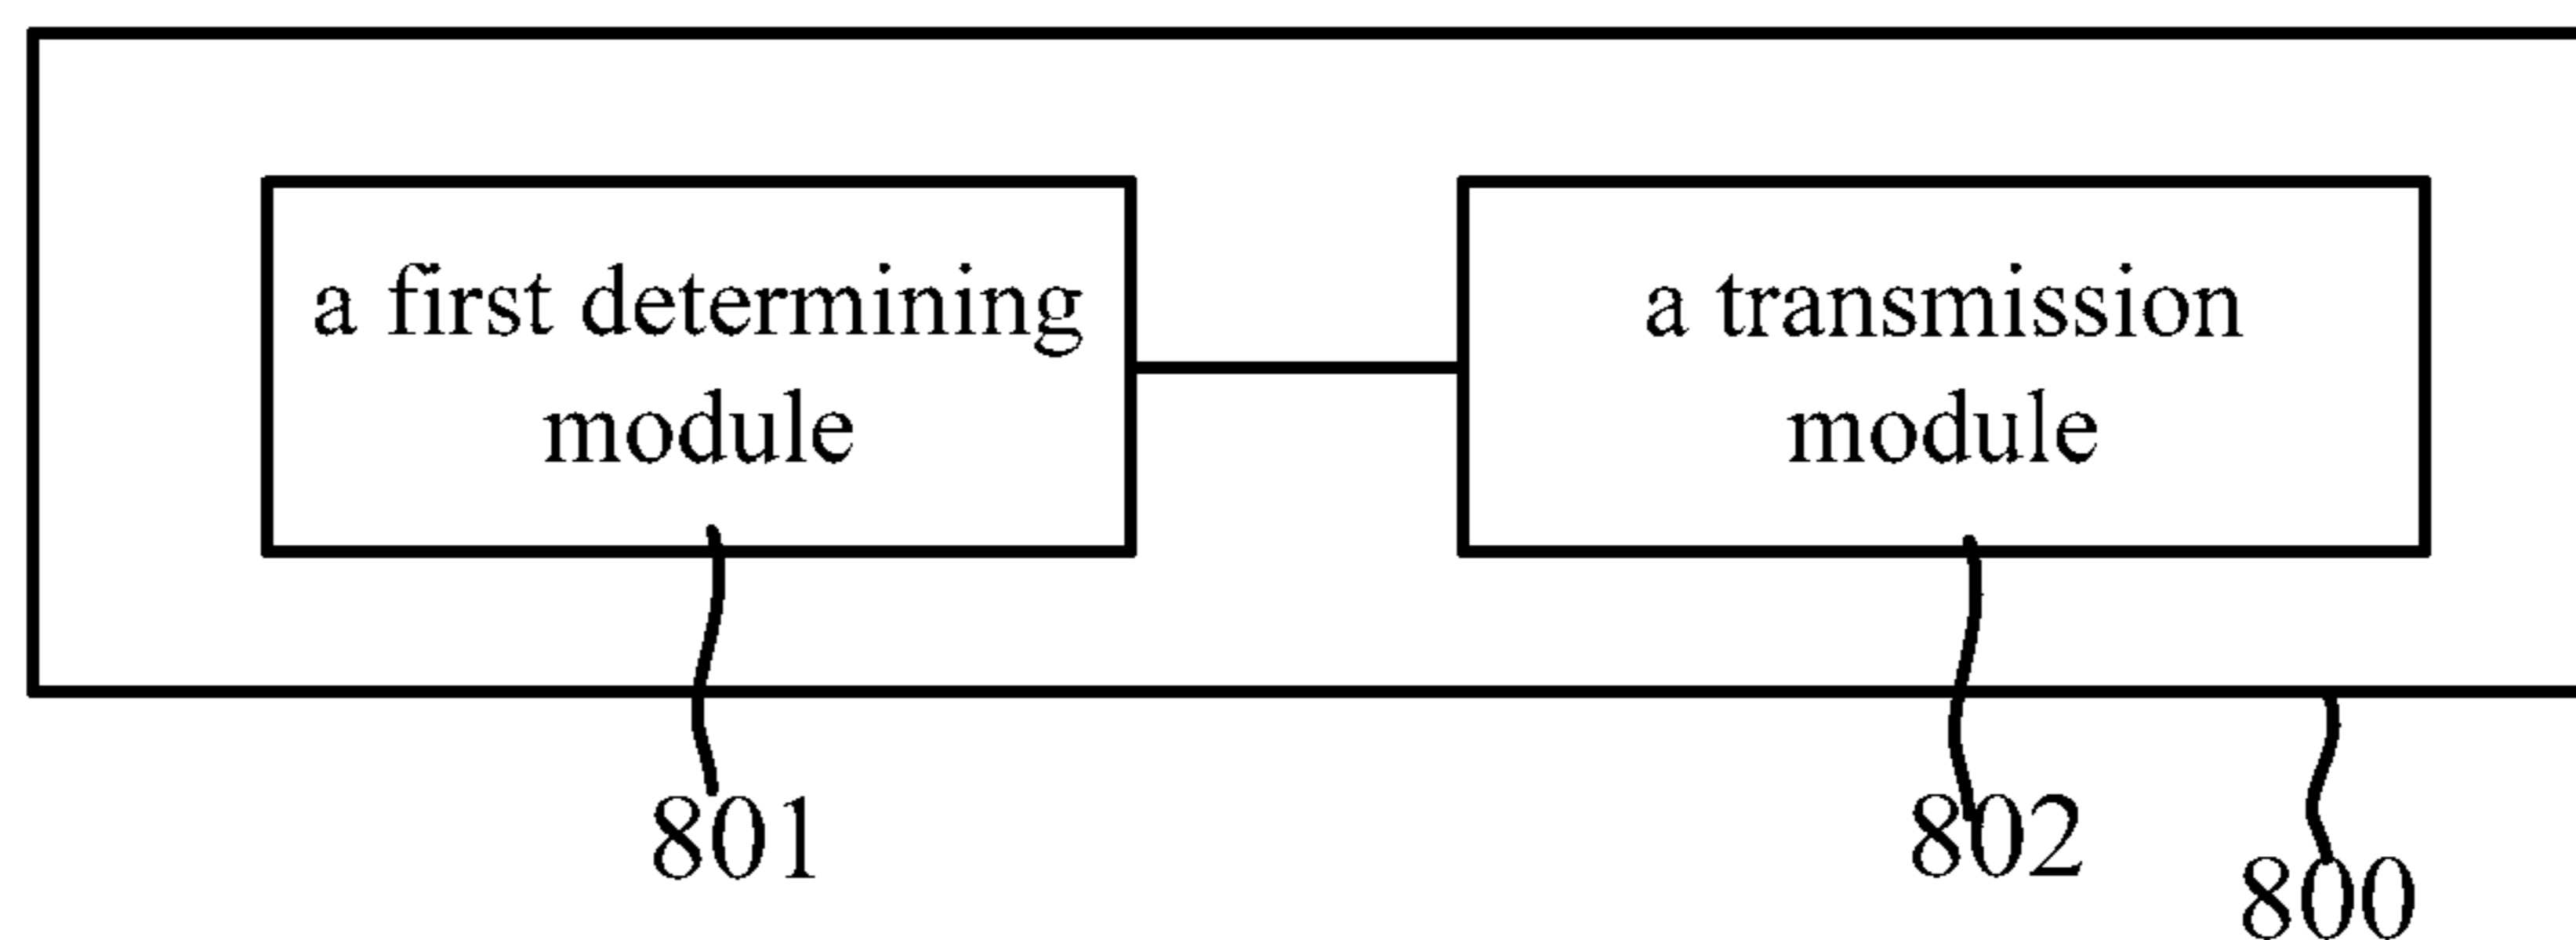 a first determining
module
a transmission
module
801
802
800